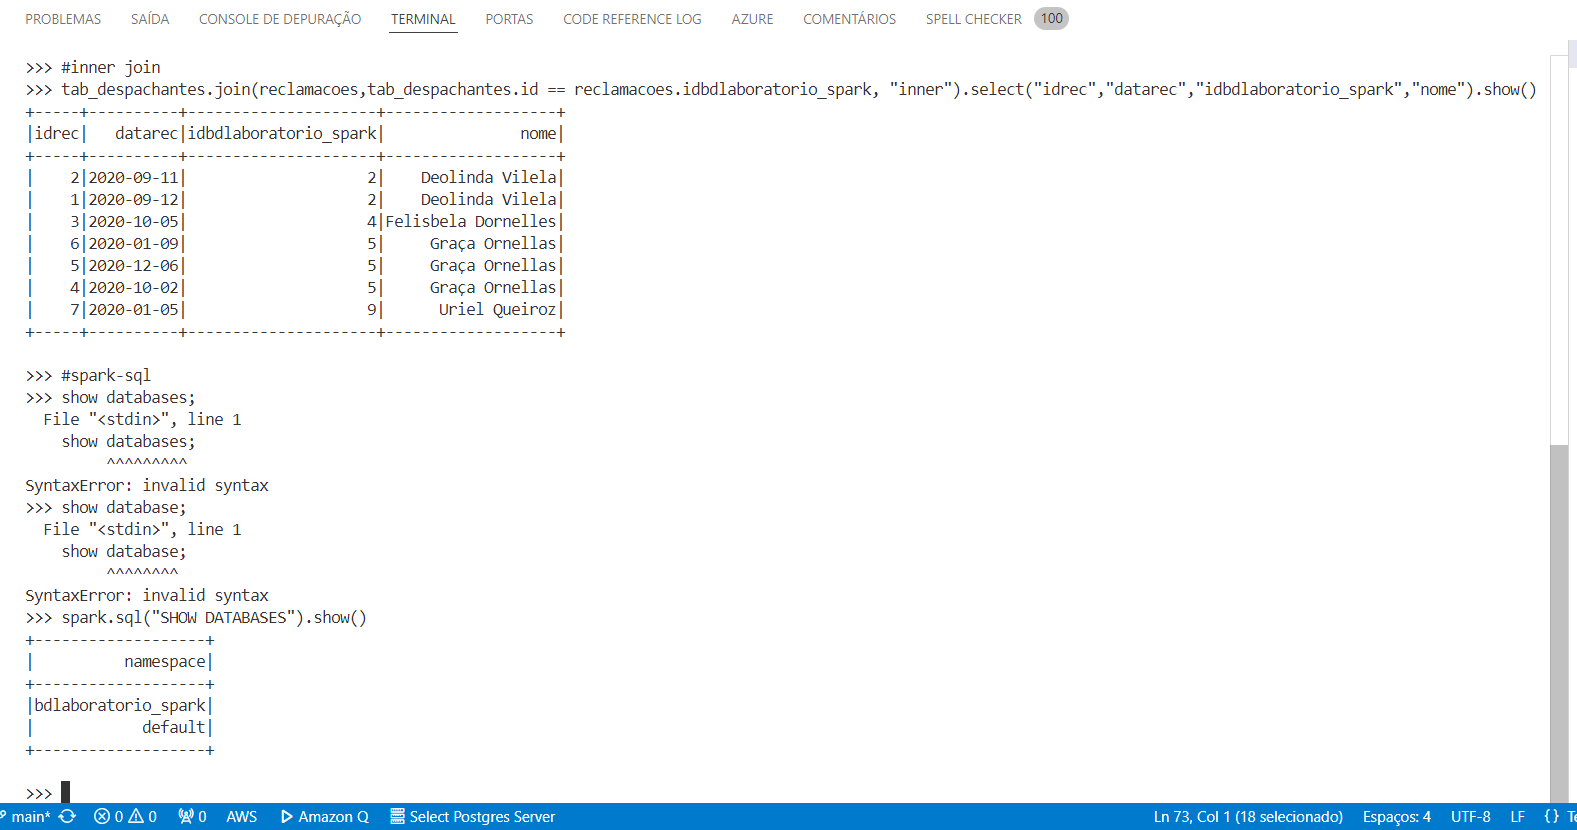 PROBLEMAS SAÍDA CONSOLE DE DEPURAÇÃO TERMINAL PORTAS CODE REFERENCE LOG AZURE COMENTÁRIOS SPELL CHECKER 100
>>> #inner join
>>> tab_despachantes.join(reclamacoes,tab_despachantes.id == reclamacoes.idbdlaboratorio_spark, "inner").select("idrec","datarec","idbdlaboratorio_spark","nome").show()
+-----+----------+---------------------+-------------------+
|idrec|   datarec|idbdlaboratorio_spark|               nome|
+-----+----------+---------------------+-------------------+
|    2|2020-09-11|                    2|    Deolinda Vilela|
|    1|2020-09-12|                    2|    Deolinda Vilela|
|    3|2020-10-05|                    4|Felisbela Dornelles|
|    6|2020-01-09|                    5|     Graça Ornellas|
|    5|2020-12-06|                    5|     Graça Ornellas|
|    4|2020-10-02|                    5|     Graça Ornellas|
|    7|2020-01-05|                    9|      Uriel Queiroz|
+-----+----------+---------------------+-------------------+
>>> #spark-sql
>>> show databases;
  File "<stdin>", line 1
    show databases;
         ^^^^^^^^^
SyntaxError: invalid syntax
>>> show database;
  File "<stdin>", line 1
    show database;
         ^^^^^^^^
SyntaxError: invalid syntax
>>> spark.sql("SHOW DATABASES").show()
+-------------------+
|          namespace|
+-------------------+
|bdlaboratorio_spark|
|            default|
+-------------------+
>>>
main* 0 0 0 AWS Amazon Q Select Postgres Server Ln 73, Col 1 (18 selecionado) Espaços: 4 UTF-8 LF {}